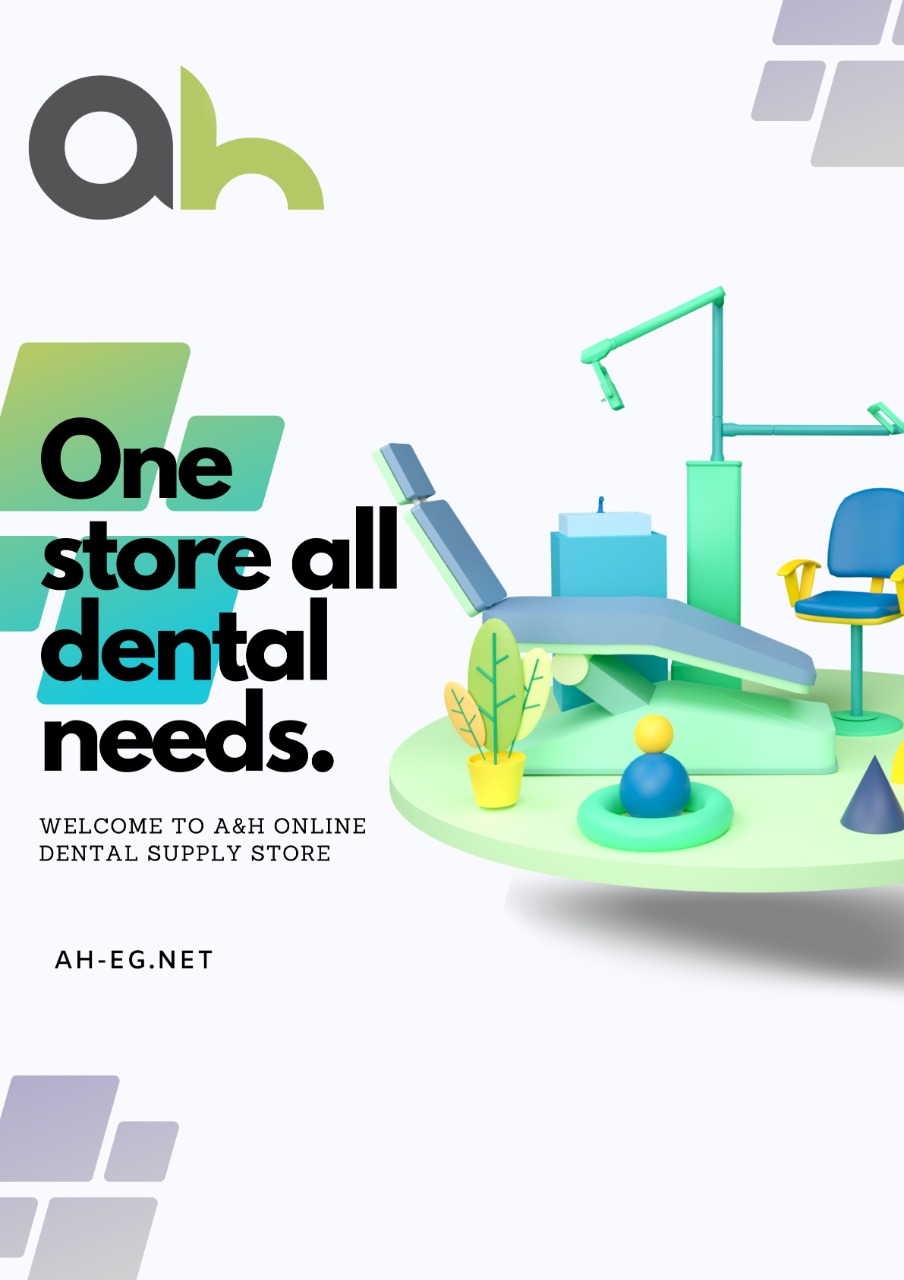 ah
One
store all
dental
needs.
WELCOME TO A&H ONLINE
DENTAL SUPPLY STORE
AH-EG.NET